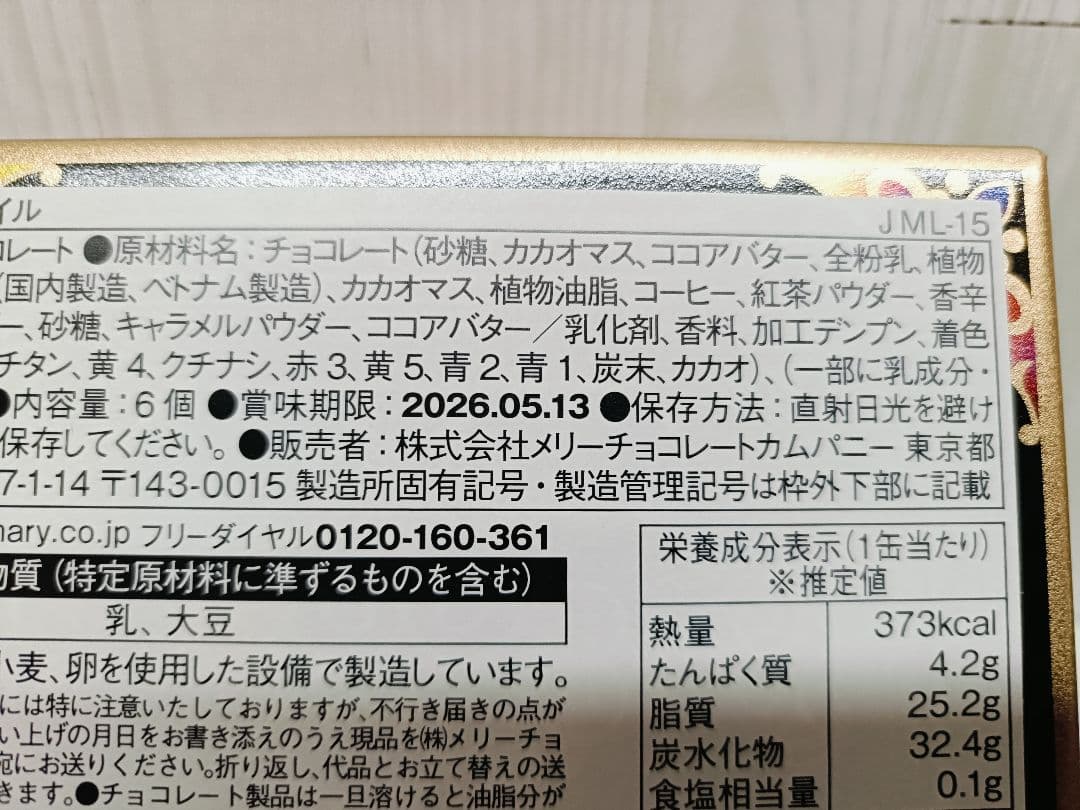 イル
JML-15
コレート ●原材料名：チョコレート（砂糖、カカオマス、ココアバター、全粉乳、植物
（国内製造、ベトナム製造）、カカオマス、植物油脂、コーヒー、紅茶パウダー、香辛
ー、砂糖、キャラメルパウダー、ココアバター／乳化剤、香料、加工デンプン、着色
チタン、黄4、クチナシ、赤3、黄5、青2、青1、炭末、カカオ）、（一部に乳成分・
●内容量：6個 ●賞味期限：2026.05.13 ●保存方法：直射日光を避け
保存してください。●販売者：株式会社メリーチョコレートカムパニー 東京都
7-1-14 〒143-0015 製造所固有記号・製造管理記号は枠外下部に記載
mary.co.jp フリーダイヤル0120-160-361
物質（特定原材料に準ずるものを含む）
乳、大豆
小麦、卵を使用した設備で製造しています。
には特に注意いたしておりますが、不行き届きの点が
い上げの月日をお書き添えのうえ現品を㈱メリーチョ
宛にお送りください。折り返し、代品とお立て替えの送
きます。●チョコレート製品は一旦溶けると油脂分が
栄養成分表示（1缶当たり）
※推定値
熱量 373kcal
たんぱく質 4.2g
脂質 25.2g
炭水化物 32.4g
食塩相当量 0.1g